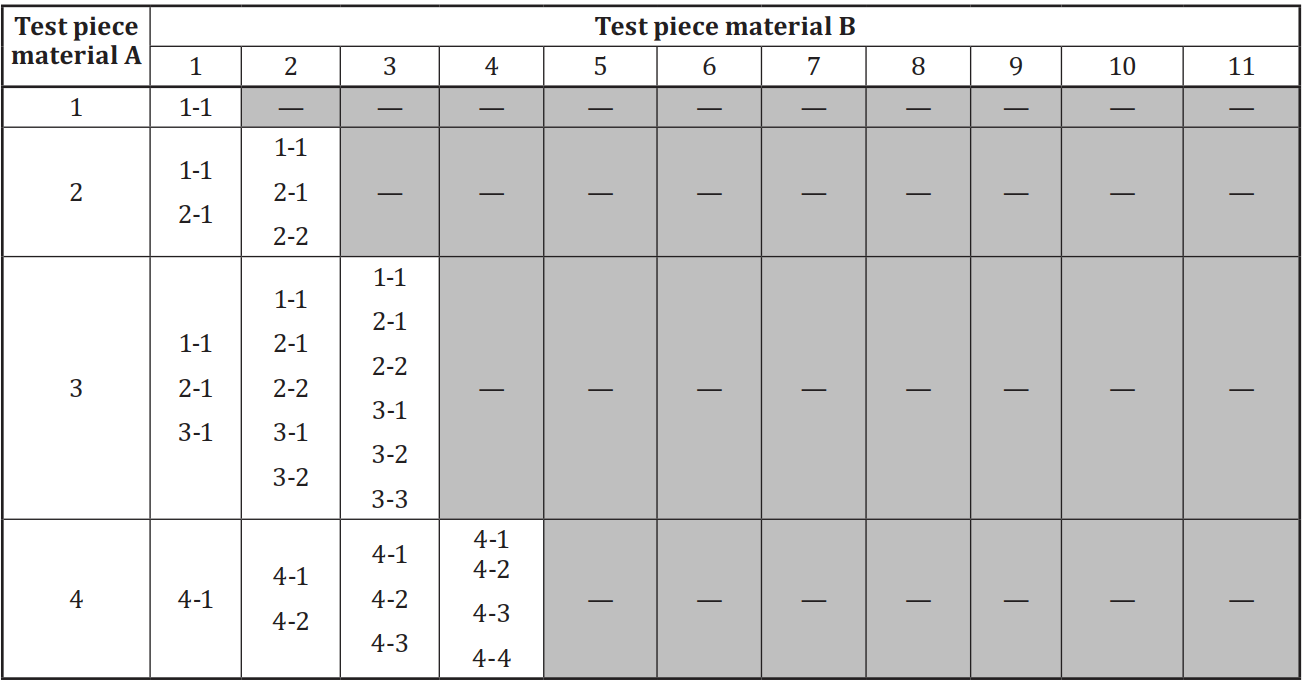 Test piece material A Test piece material B
1 2 3 4 5 6 7 8 9 10 11
1 1-1 — — — — — — — — — —
2 1-1 2-1 1-1 2-1 2-2 — — — — — — — — —
3 1-1 2-1 3-1 1-1 2-1 2-2 3-1 3-2 1-1 2-1 2-2 3-1 3-2 3-3 — — — — — — — —
4 4-1 4-1 4-2 4-1 4-2 4-3 4-1 4-2 4-3 4-4 — — — — — — —